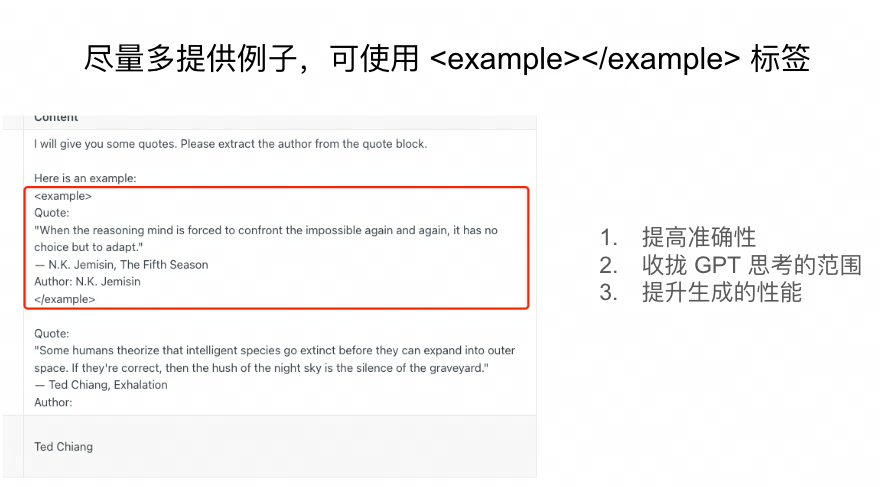 尽量多提供例子，可使用 <example></example> 标签
Content
I will give you some quotes. Please extract the author from the quote block.
Here is an example:
<example>
Quote:
"When the reasoning mind is forced to confront the impossible again and again, it has no
choice but to adapt."
— N.K. Jemisin, The Fifth Season
Author: N.K. Jemisin
</example>
Quote:
"Some humans theorize that intelligent species go extinct before they can expand into outer
space. If they're correct, then the hush of the night sky is the silence of the graveyard."
— Ted Chiang, Exhalation
Author:
Ted Chiang
1. 提高准确性
2. 收拢 GPT 思考的范围
3. 提升生成的性能